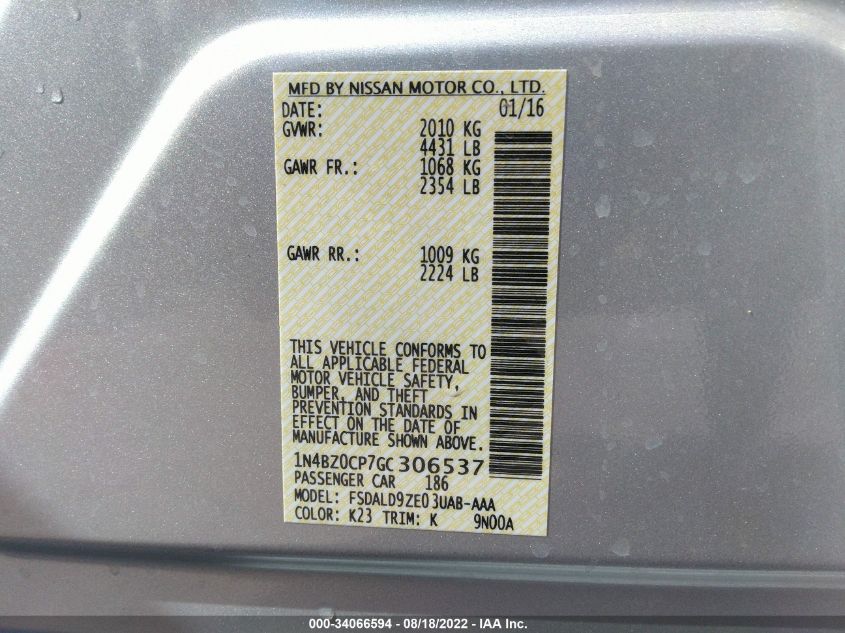 MFD BY NISSAN MOTOR CO., LTD.
DATE: 01/16
GVWR: 2010 KG
4431 LB
GAWR FR.: 1068 KG
2354 LB
GAWR RR.: 1009 KG
2224 LB
THIS VEHICLE CONFORMS TO
ALL APPLICABLE FEDERAL
MOTOR VEHICLE SAFETY,
BUMPER, AND THEFT
PREVENTION STANDARDS IN
EFFECT ON THE DATE OF
MANUFACTURE SHOWN ABOVE.
1N4BZ0CP7GC306537
PASSENGER CAR 186
MODEL: FSDALD9ZE03UAB-AAA
COLOR: K23 TRIM: K 9N00A
000-34066594 - 08/18/2022 - IAA Inc.